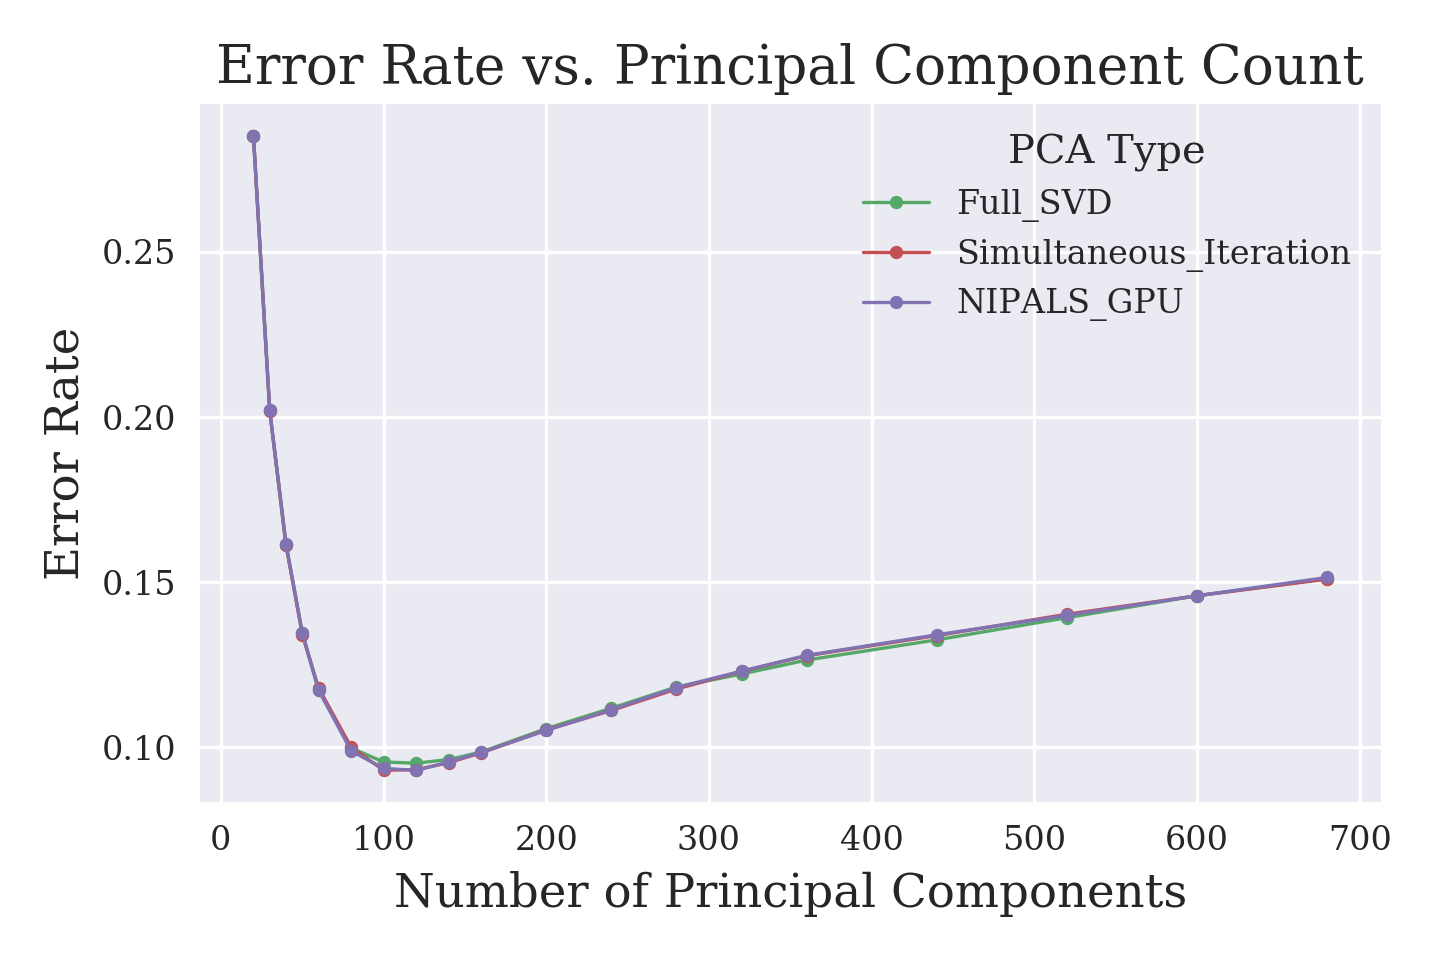 Error Rate vs. Principal Component Count
PCA Type
Full_SVD
Simultaneous_Iteration
NIPALS_GPU
Error Rate
0.25
0.20
0.15
0.10
0 100 200 300 400 500 600 700
Number of Principal Components